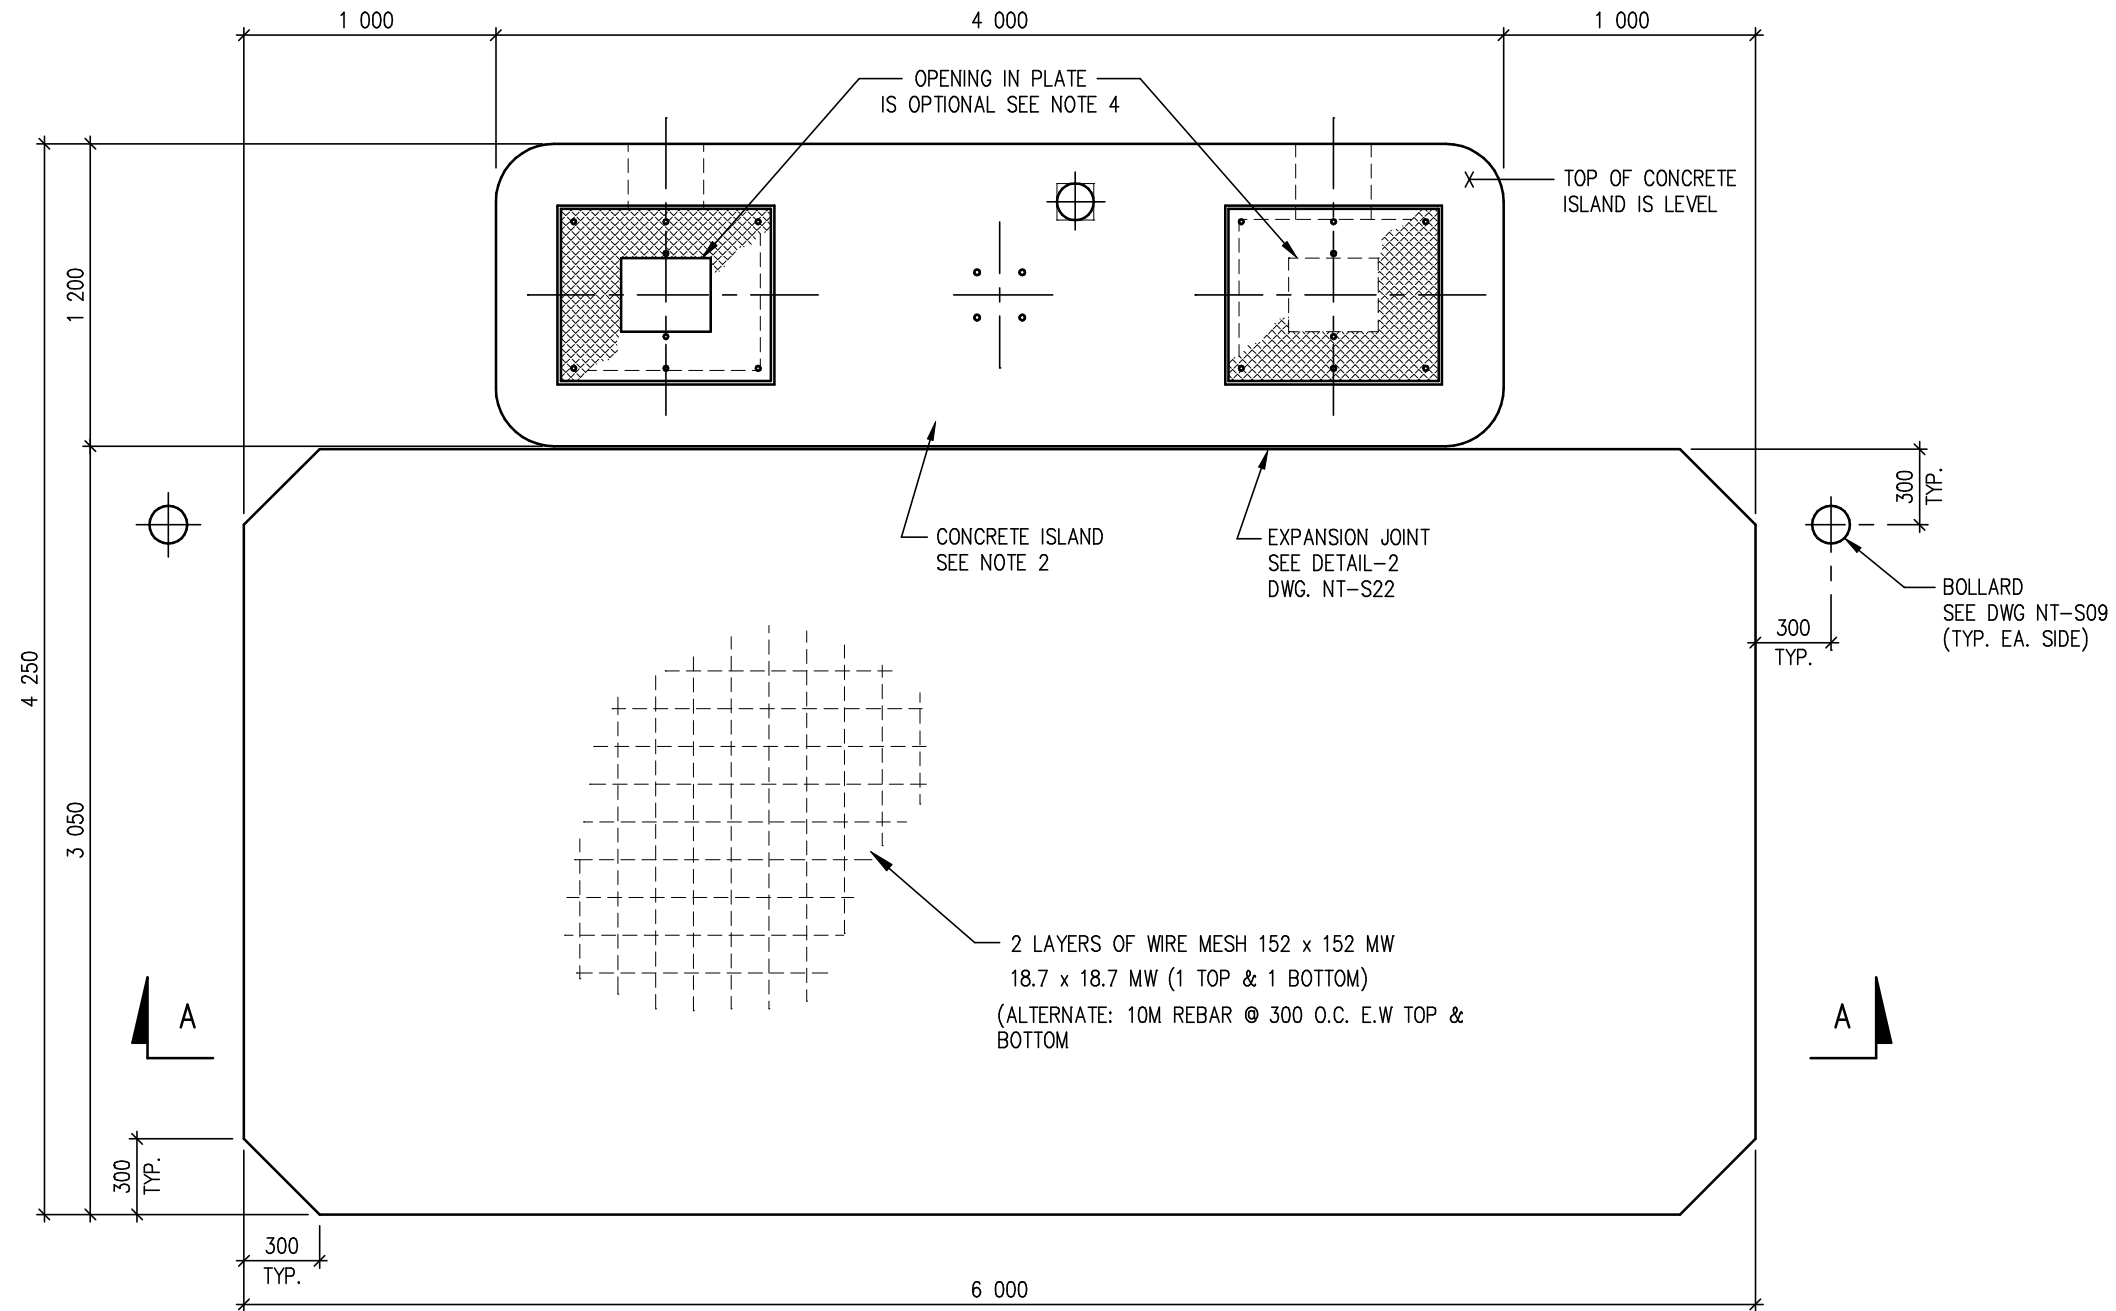 1 000
4 000
1 000
OPENING IN PLATE
IS OPTIONAL SEE NOTE 4
TOP OF CONCRETE
ISLAND IS LEVEL
X
1 200
4 250
3 050
CONCRETE ISLAND
SEE NOTE 2
EXPANSION JOINT
SEE DETAIL-2
DWG. NT-S22
300
TYP.
BOLLARD
SEE DWG NT-S09
(TYP. EA. SIDE)
300
TYP.
2 LAYERS OF WIRE MESH 152 x 152 MW
18.7 x 18.7 MW (1 TOP & 1 BOTTOM)
(ALTERNATE: 10M REBAR @ 300 O.C. E.W TOP &
BOTTOM
A
A
300
TYP.
300
TYP.
6 000